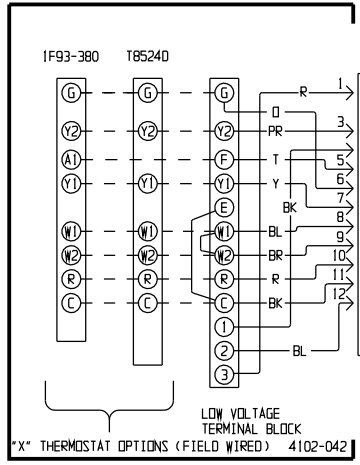 1F93-380 T8524D
1
G G G R
O 3
Y2 Y2 Y2 PR
A1 F T 5
Y1 Y1 Y1 Y 6
E BK 7
W1 W1 W1 BL 8
W2 W2 W2 BR 9
R R R R 10
C C C BK 11
1 12
2 BL
3
LOW VOLTAGE
TERMINAL BLOCK
"X" THERMOSTAT OPTIONS (FIELD WIRED) 4102-042